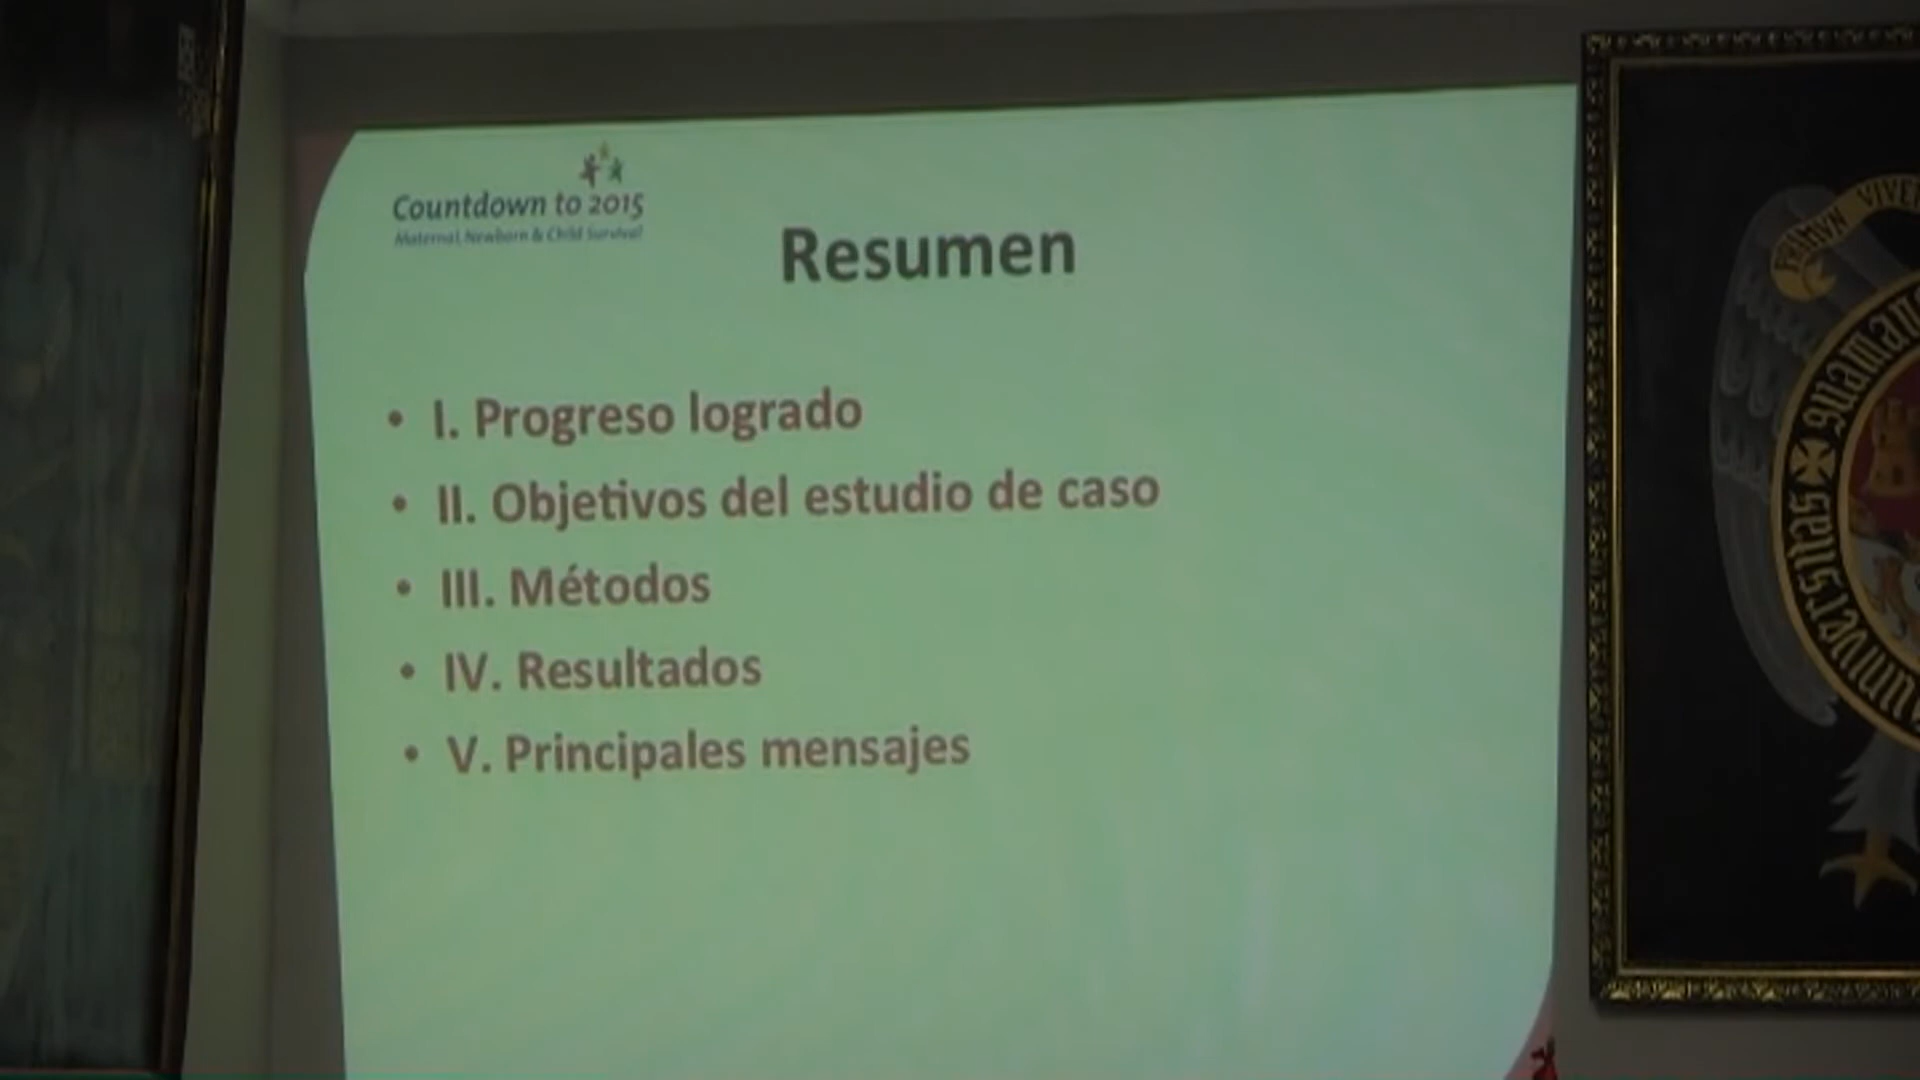 Countdown to 2015
Maternal, Newborn & Child Survival
Resumen
• I. Progreso logrado
• II. Objetivos del estudio de caso
• III. Métodos
• IV. Resultados
• V. Principales mensajes